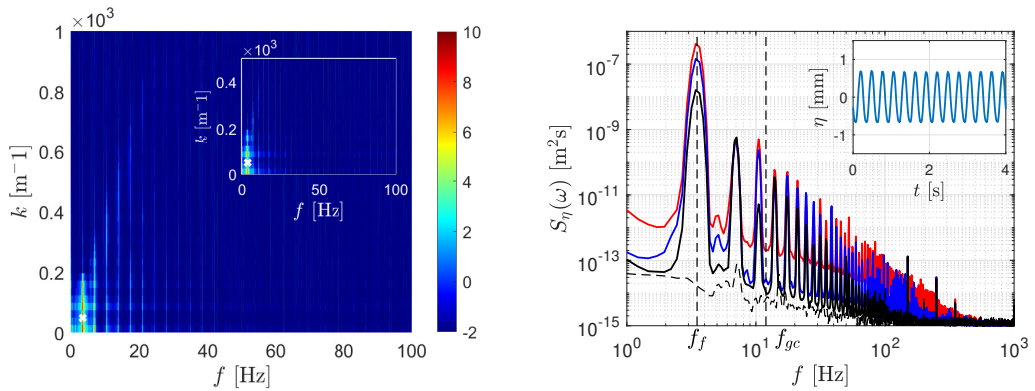 ×10³
1
0.8
0.6
0.4
0.2
0
k [m⁻¹]
0 20 40 60 80 100
f [Hz]
×10³
0.4
0.2
0
k [m⁻¹]
0 50 100
f [Hz]
10
8
6
4
2
0
-2
10⁻⁷
10⁻⁹
10⁻¹¹
10⁻¹³
10⁻¹⁵
S_η(ω) [m²s]
10⁰ f_f 10¹ f_gc 10² 10³
f [Hz]
1
0
-1
η [mm]
0 2 4
t [s]